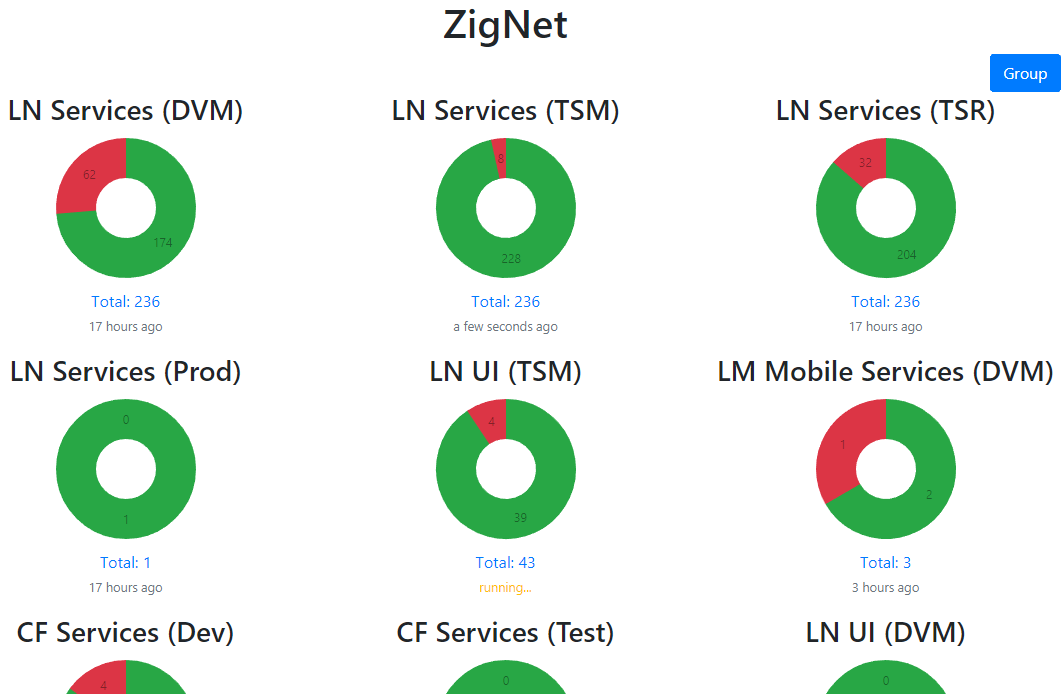 ZigNet
Group
LN Services (DVM)
LN Services (TSM)
LN Services (TSR)
62
174
8
228
32
204
Total: 236
Total: 236
Total: 236
17 hours ago
a few seconds ago
17 hours ago
LN Services (Prod)
LN UI (TSM)
LM Mobile Services (DVM)
0
1
4
39
1
2
Total: 1
Total: 43
Total: 3
17 hours ago
running...
3 hours ago
CF Services (Dev)
CF Services (Test)
LN UI (DVM)
4
0
0